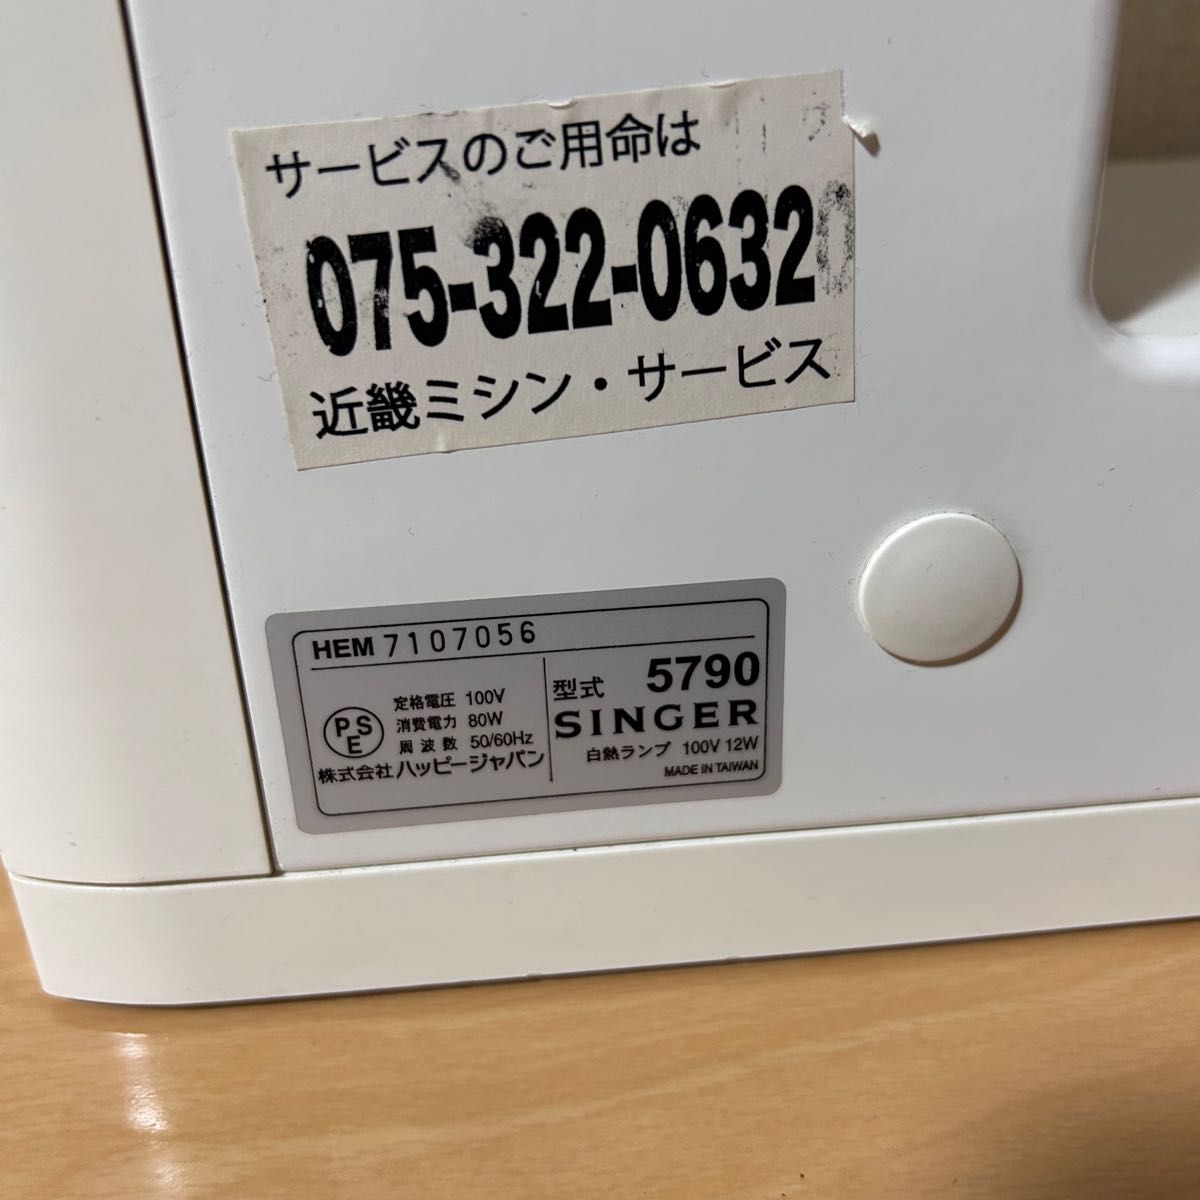 サービスのご用命は
075-322-0632
近畿ミシン・サービス
HEM 7107056
PSE
定格電圧 100V
消費電力 80W
周波数 50/60Hz
株式会社 ハッピージャパン
型式 5790
SINGER
白熱ランプ 100V 12W
MADE IN TAIWAN